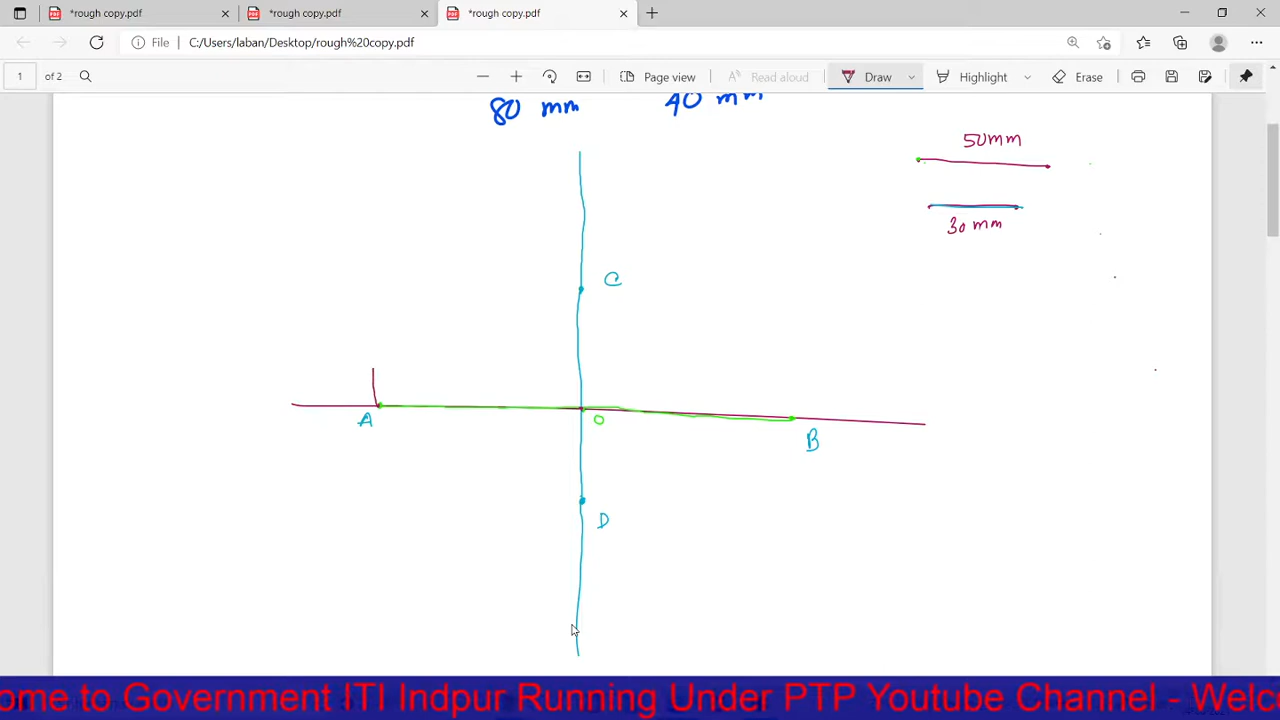 *rough copy.pdf
*rough copy.pdf
*rough copy.pdf
File C:/Users/laban/Desktop/rough%20copy.pdf
1 of 2
Page view
Read aloud
Draw
Highlight
Erase
80 mm 40 mm
50mm
30 mm
C
A
O
B
D
ome to Government ITI Indpur Running Under PTP Youtube Channel - Welc